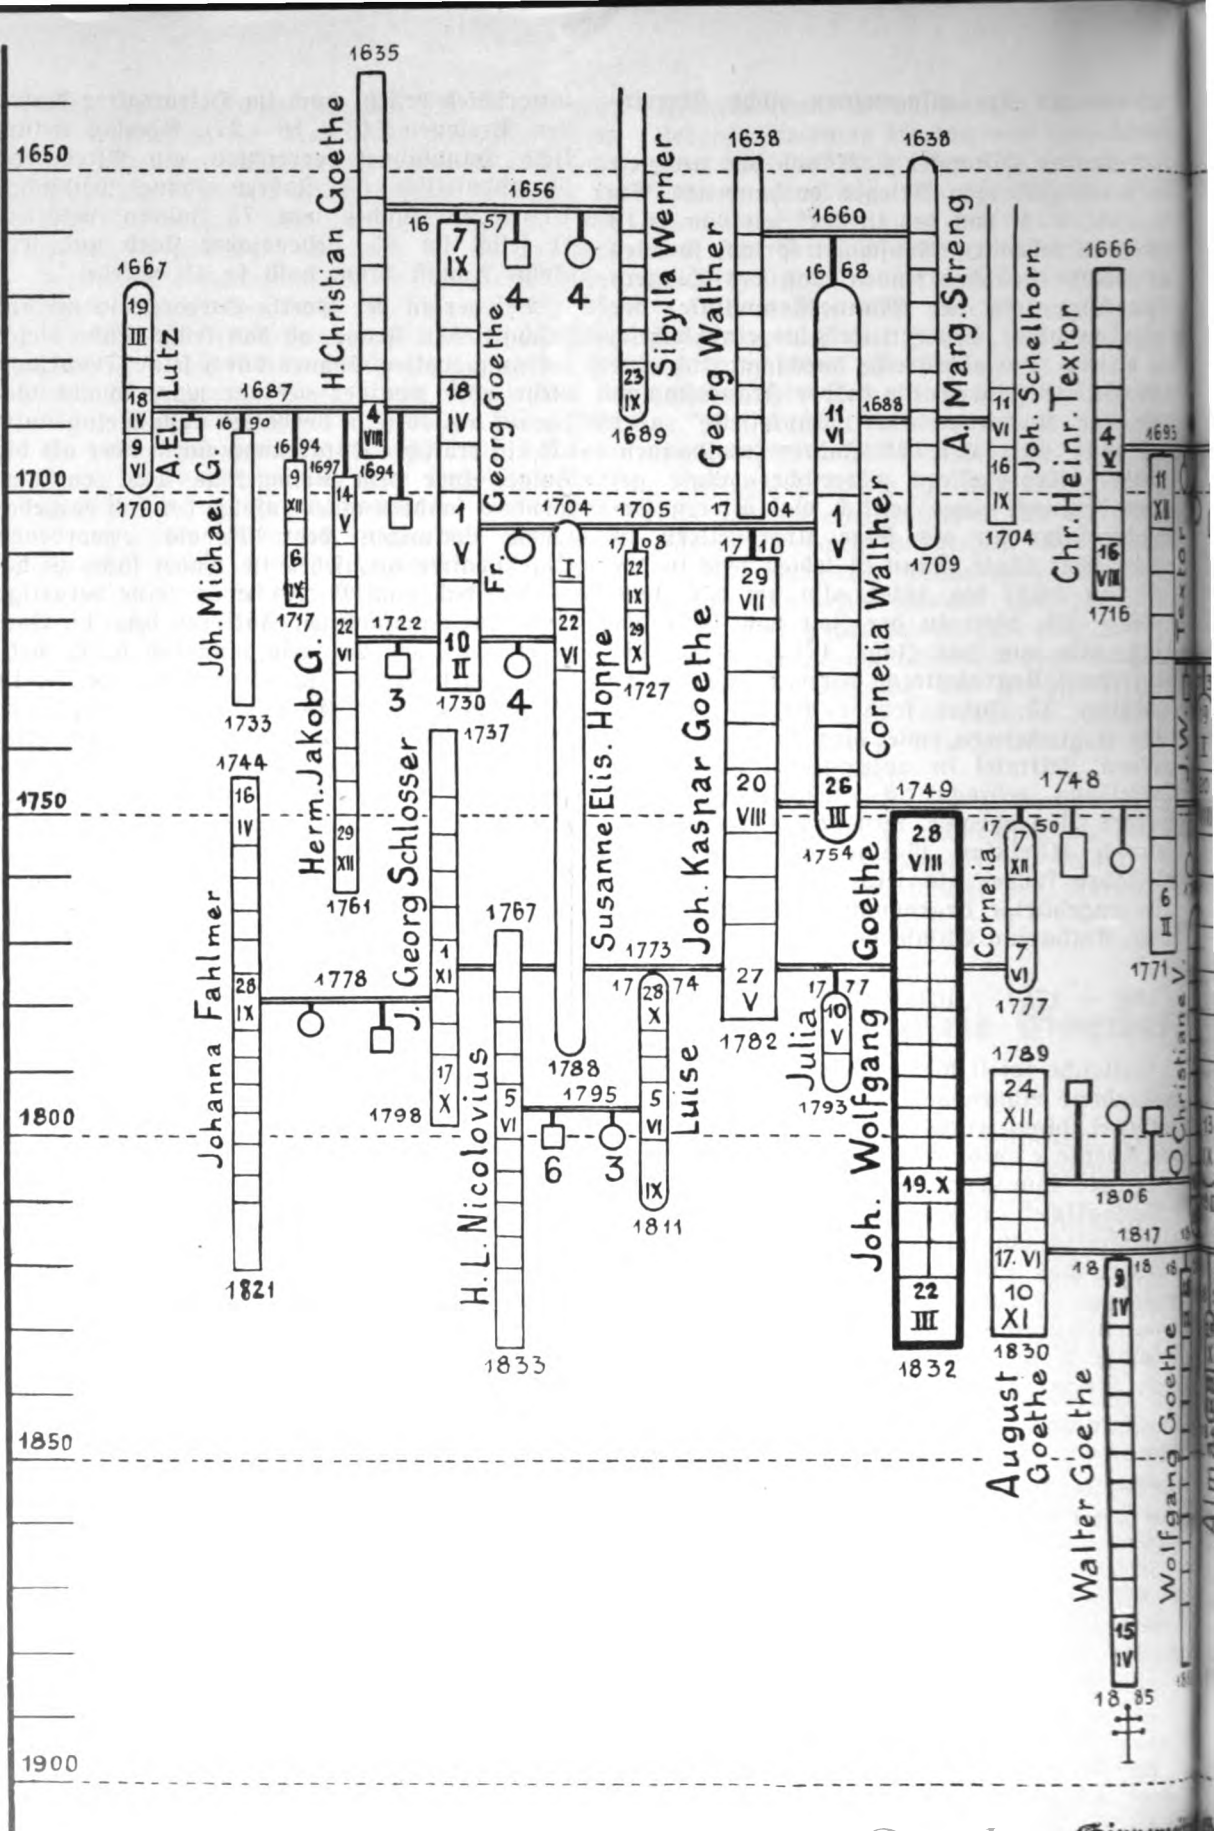 1635
H. Christian Goethe
4
VIII
1694
1650
1656
16 57
7
IX
18
IV
V
10
II
1730
Fr. Georg Goethe
4
4
Sibylla Werner
IX
1689
1638
Georg Walther
17 04
1638
A. Marg. Streng
1709
1660
16 68
11
VI
V
26
III
1754
Cornelia Walther
1688
11
VI
16
IX
1704
Joh. Schelhorn
1666
4
V
16
VIII
1716
Ch. Heinr. Textor
1693
11
XII
6
II
1771
Textor
1667
19
III
18
IV
9
VI
1700
A. E. Lutz
1687
16 90
1733
Joh. Michael G.
16 94
XII
6
IX
1717
1697
14
V
22
VI
29
XII
1761
Herm. Jakob G.
1722
3
4
1700
1704
I
22
VI
1788
Susanne Elis. Hoppe
1705
17 08
22
IX
29
X
1727
17 10
29
VII
20
VIII
27
V
1782
Joh. Kaspar Goethe
1737
1
XI
17
X
1798
J. Georg Schlosser
1744
16
IV
28
IX
1821
Johanna Fahlmer
1778
1750
1748
1749
28
VIII
19. X
22
III
1832
Joh. Wolfgang Goethe
17 50
7
XII
7
VI
1777
Cornelia
1767
5
VI
1833
H. L. Nicolovius
1773
17 74
28
X
5
VI
IX
1811
Luise
1795
6
3
17 77
10
V
1793
Julia
1789
24
XII
17. VI
10
XI
1830
August Goethe
Christiane V.
1806
1817
18 18
9
IV
15
IV
18 85
Walter Goethe
Wolfgang Goethe
1800
1850
1900